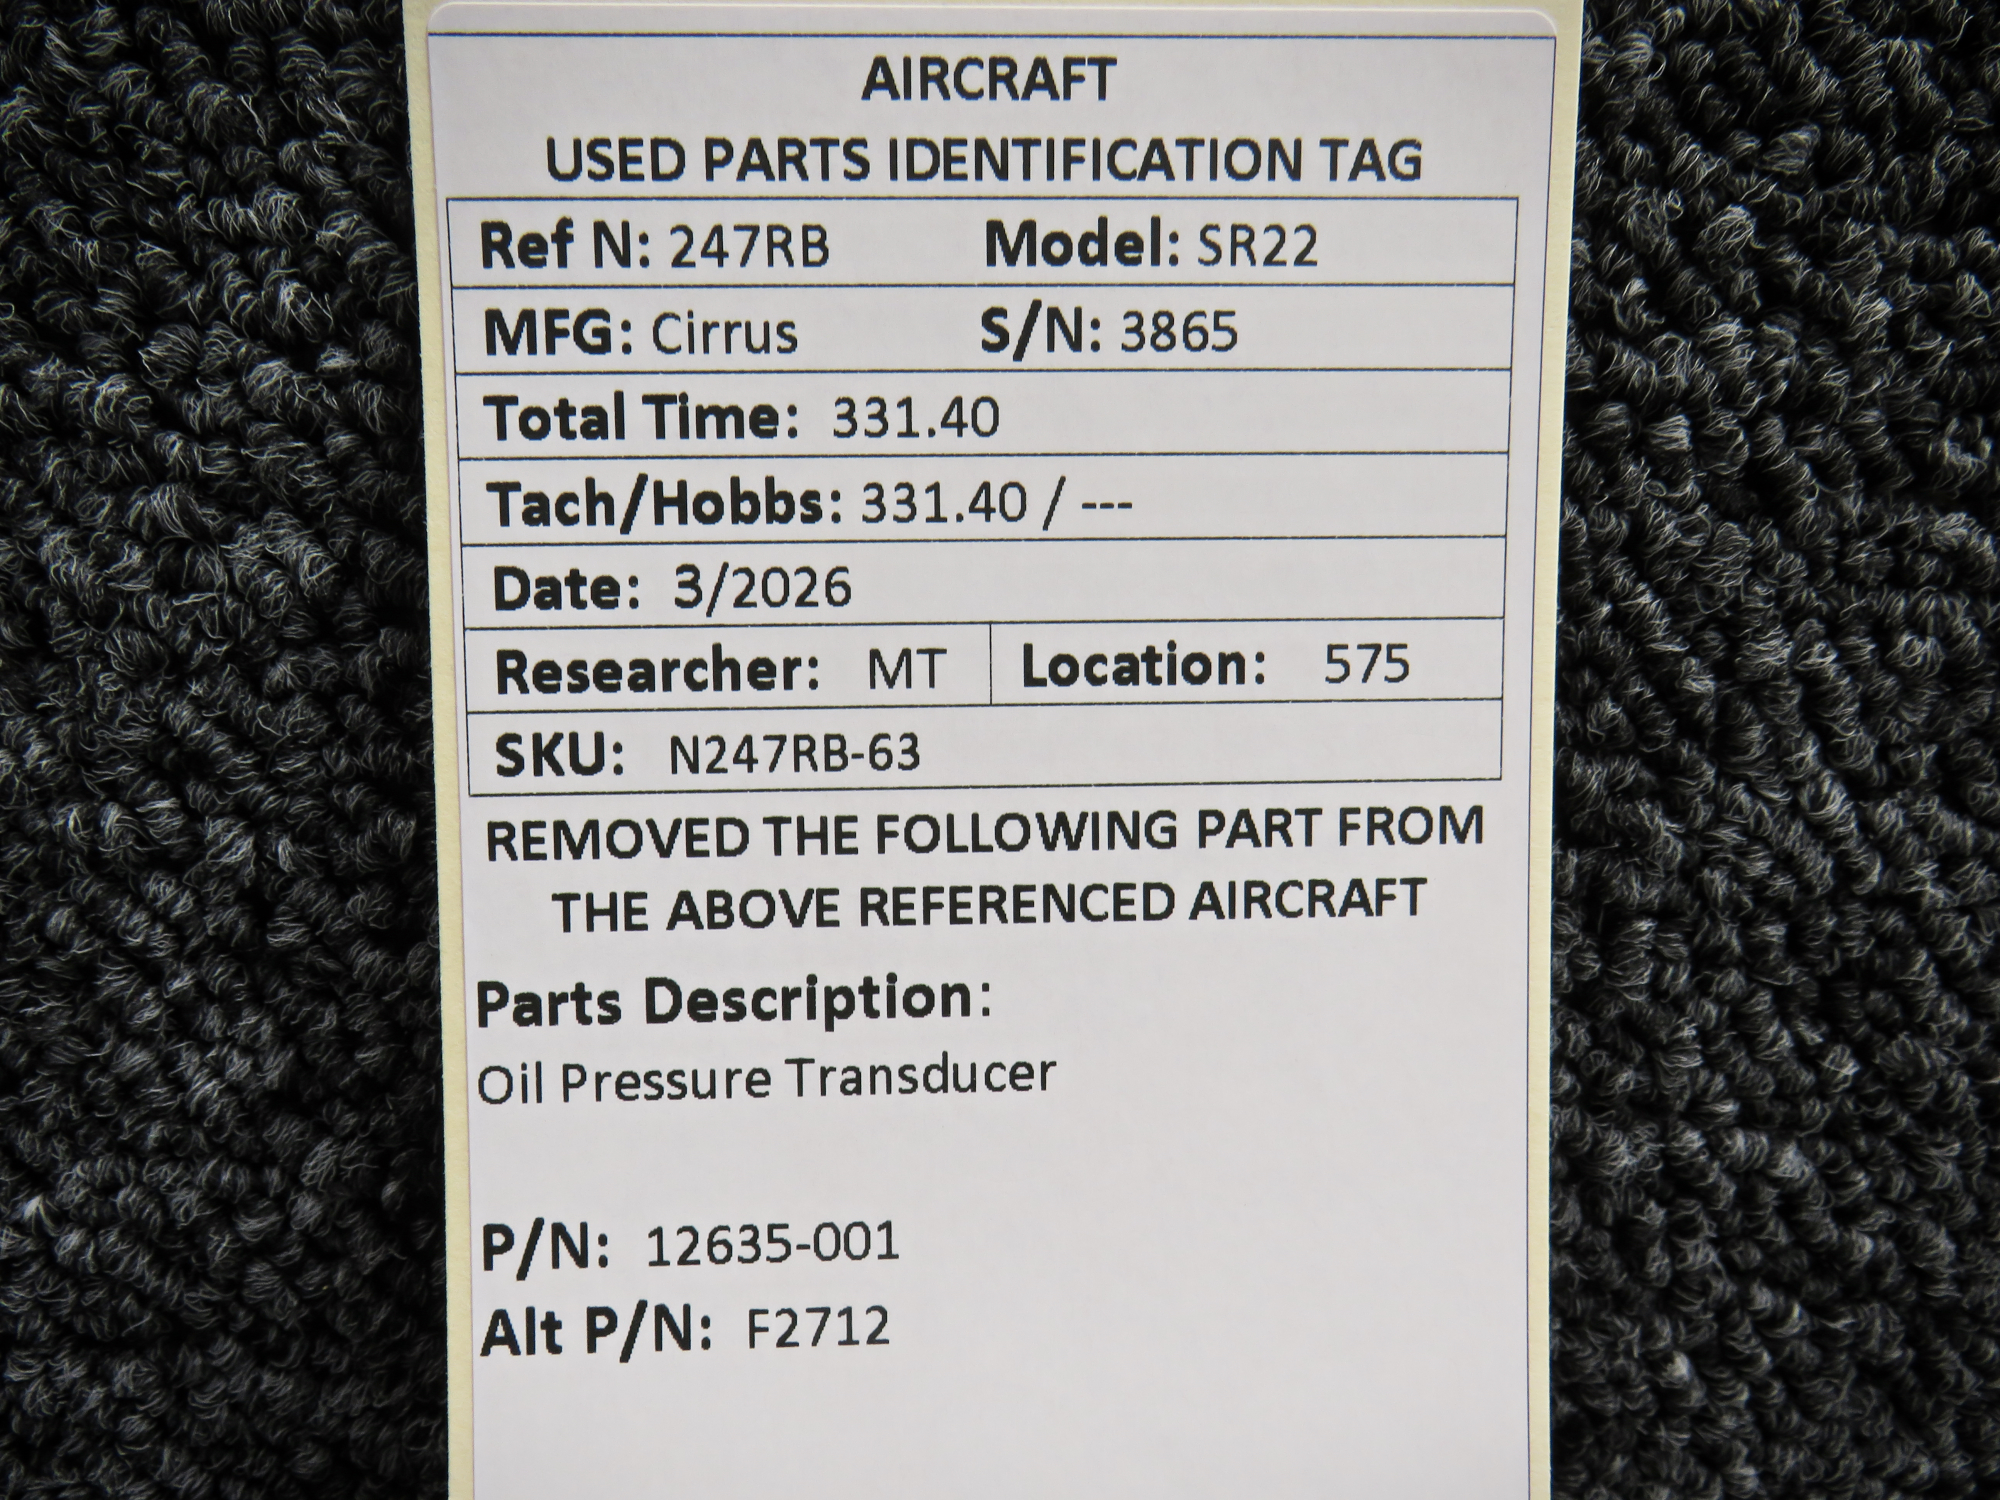 AIRCRAFT
USED PARTS IDENTIFICATION TAG
Ref N: 247RB Model: SR22
MFG: Cirrus S/N: 3865
Total Time: 331.40
Tach/Hobbs: 331.40 / ---
Date: 3/2026
Researcher: MT Location: 575
SKU: N247RB-63
REMOVED THE FOLLOWING PART FROM
THE ABOVE REFERENCED AIRCRAFT
Parts Description:
Oil Pressure Transducer
P/N: 12635-001
Alt P/N: F2712